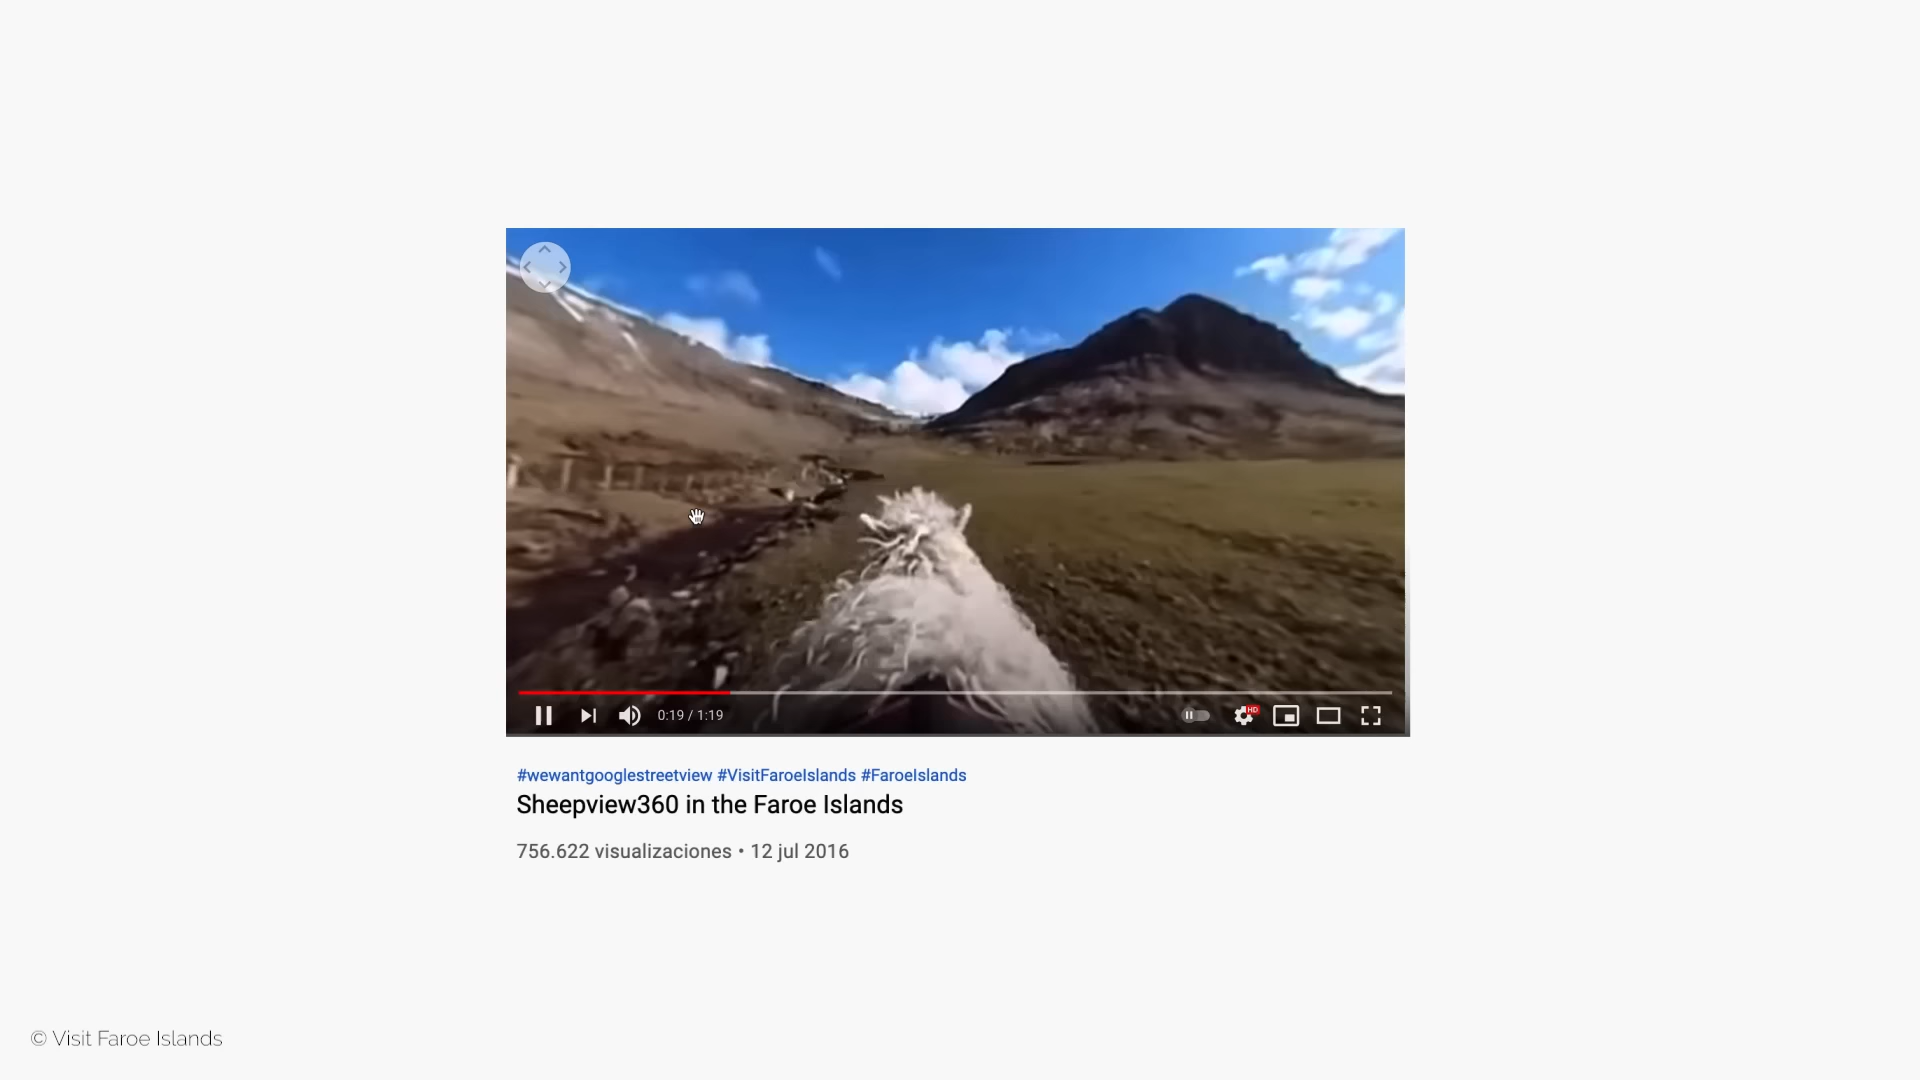 HD
0:19 / 1:19
#wewantgooglestreetview #VisitFaroeIslands #FaroeIslands
Sheepview360 in the Faroe Islands
756.622 visualizaciones • 12 jul 2016
© Visit Faroe Islands